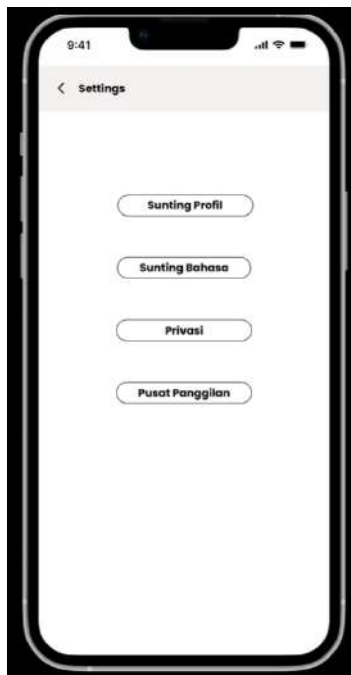 9:41
Settings
Sunting Profil
Sunting Bahasa
Privasi
Pusat Panggilan